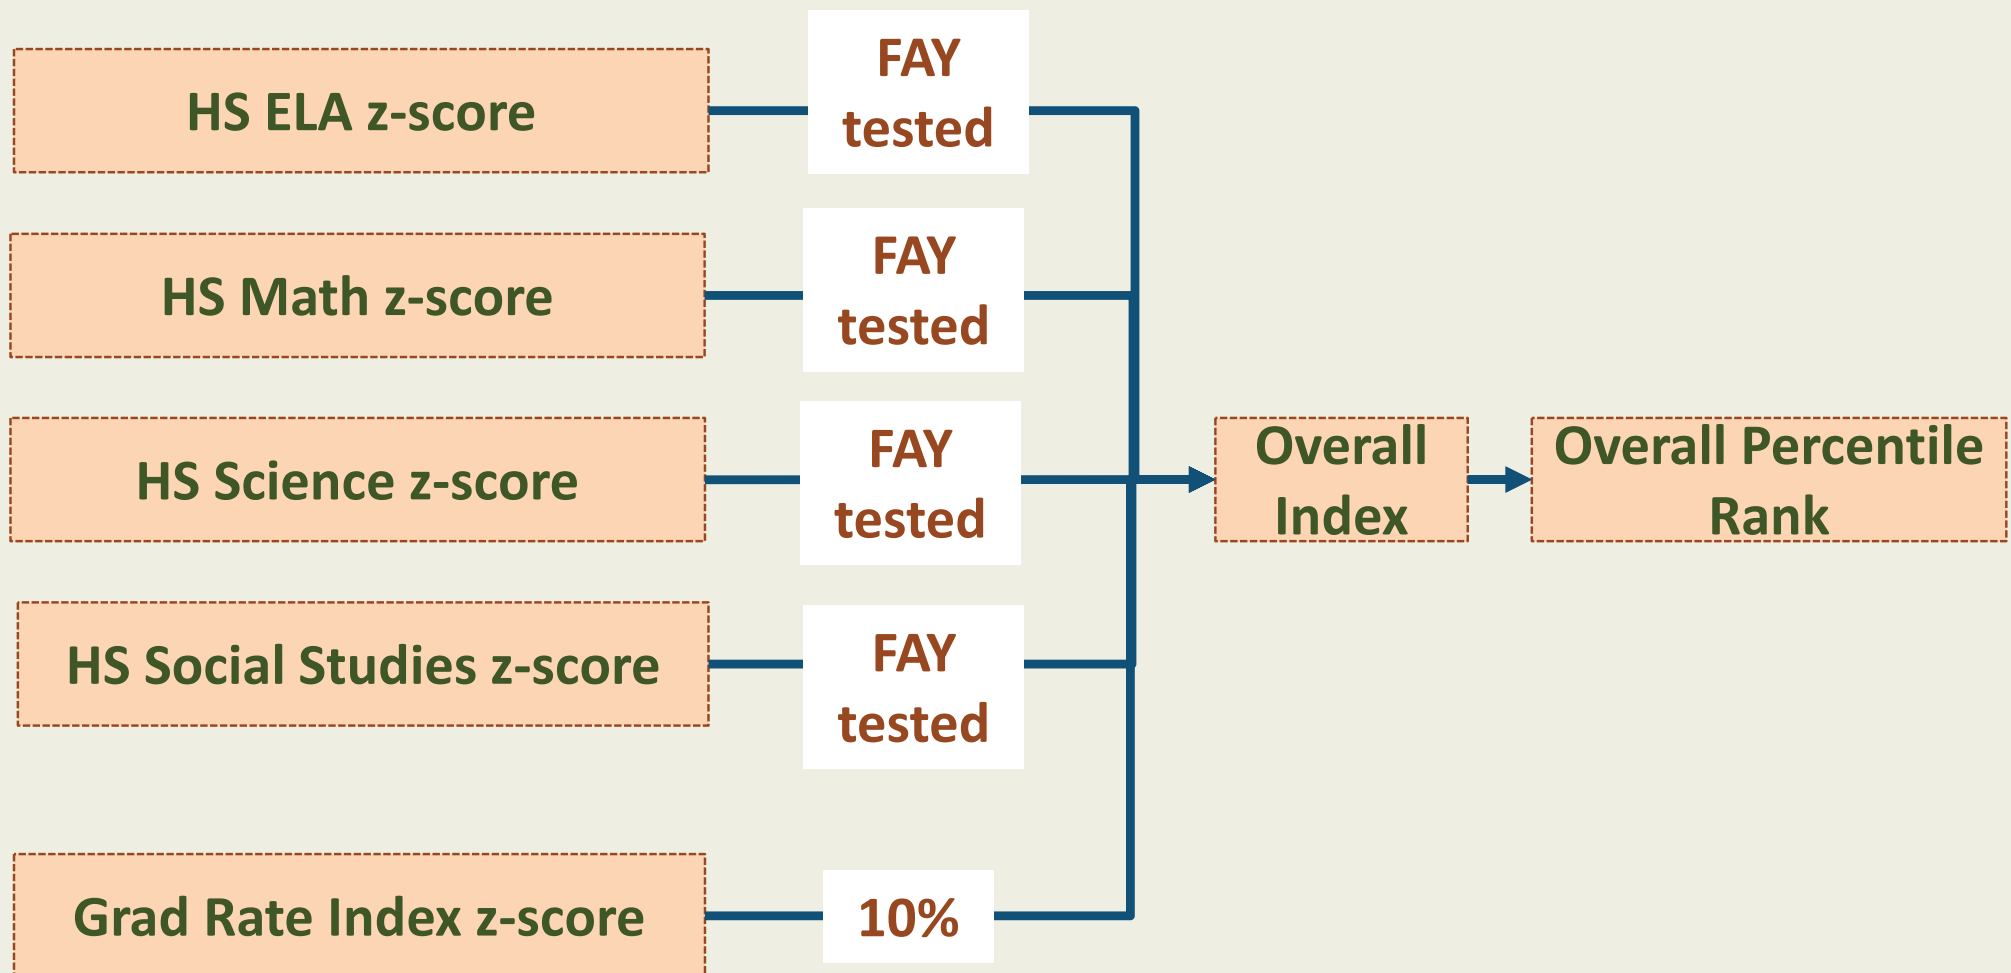 HS ELA z-score
FAY
tested
HS Math z-score
FAY
tested
HS Science z-score
FAY
tested
HS Social Studies z-score
FAY
tested
Grad Rate Index z-score
10%
Overall
Index
Overall Percentile
Rank